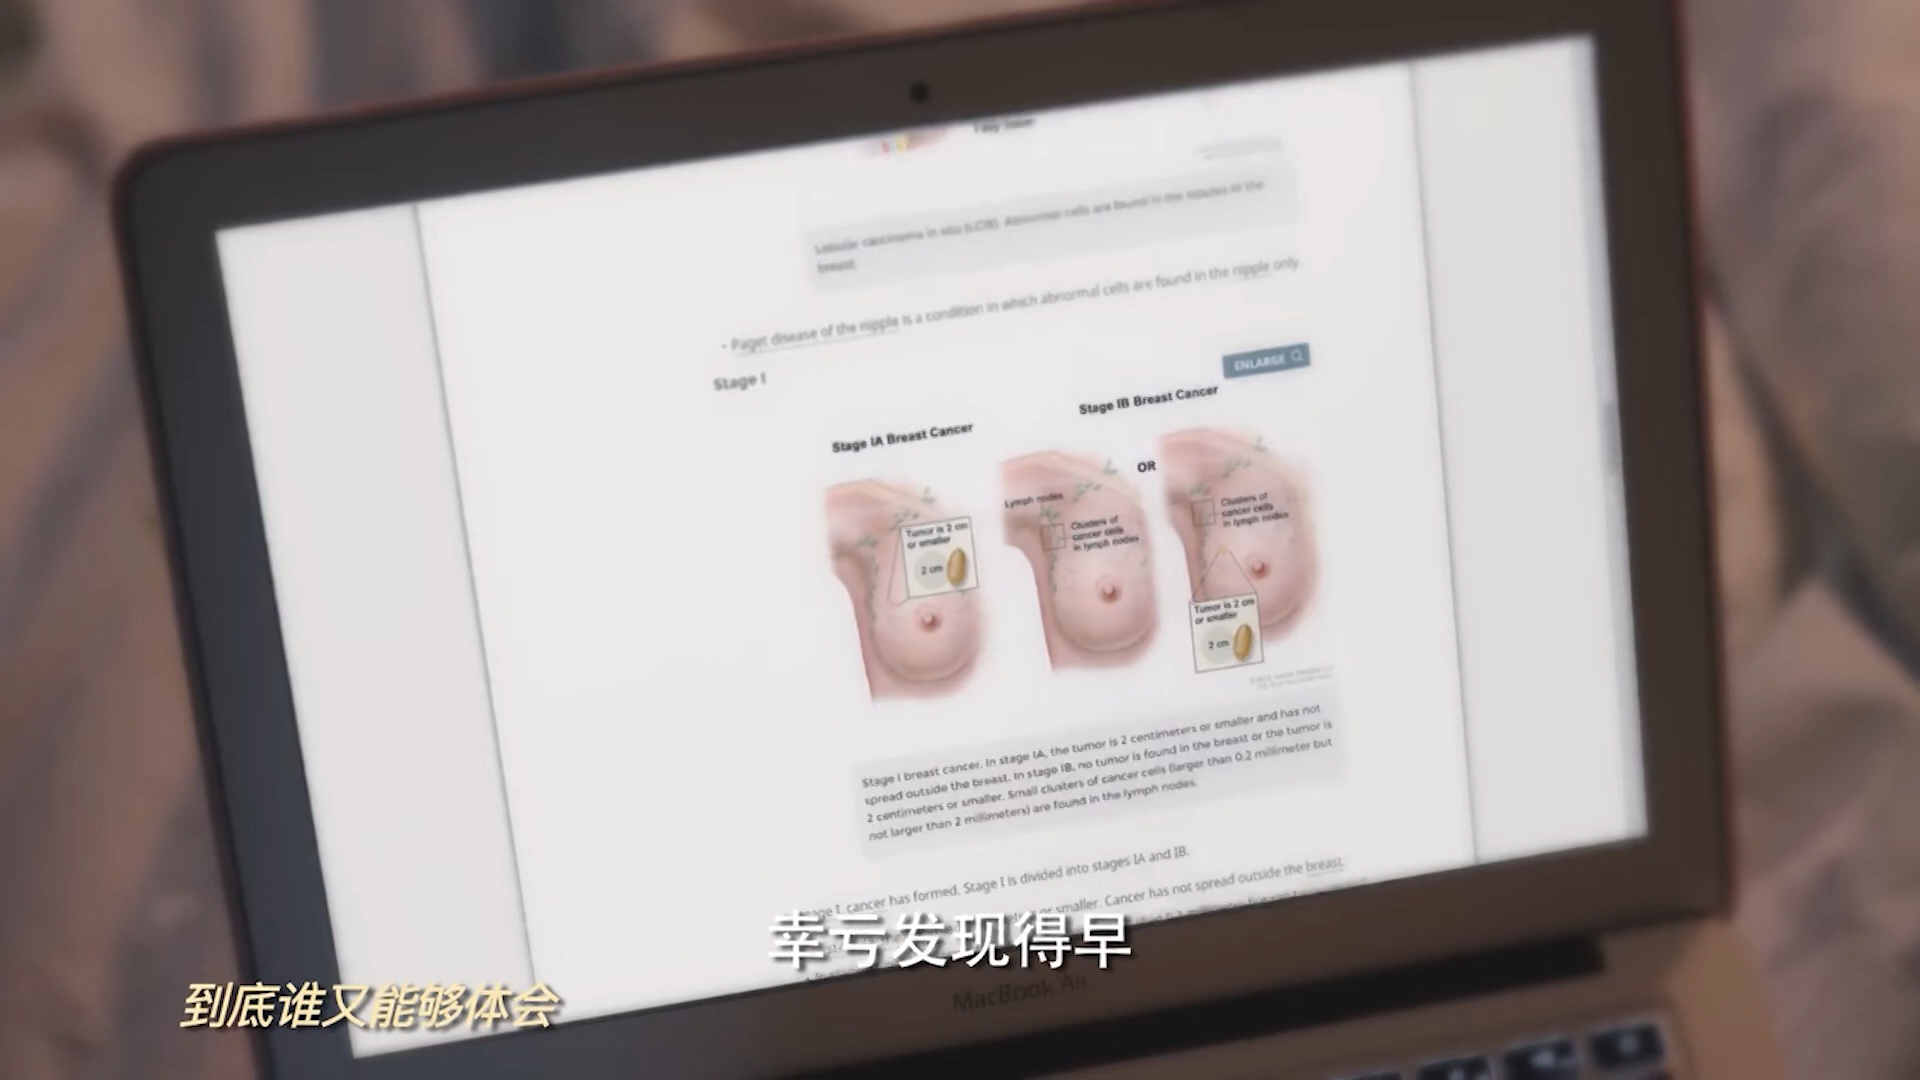 Lobular carcinoma in situ (LCIS). Abnormal cells are found in the lobules of the
breast.
• Paget disease of the nipple is a condition in which abnormal cells are found in the nipple only.
Stage I
ENLARGE
Stage IA Breast Cancer
Stage IB Breast Cancer
OR
Tumor is 2 cm
or smaller
2 cm
Lymph nodes
Clusters of
cancer cells
in lymph nodes
Clusters of
cancer cells
in lymph nodes
Tumor is 2 cm
or smaller
2 cm
Stage I breast cancer. In stage IA, the tumor is 2 centimeters or smaller and has not
spread outside the breast. In stage IB, no tumor is found in the breast or the tumor is
2 centimeters or smaller. Small clusters of cancer cells (larger than 0.2 millimeter but
not larger than 2 millimeters) are found in the lymph nodes.
cancer has formed. Stage I is divided into stages IA and IB.
or smaller. Cancer has not spread outside the breast.
幸亏发现得早
到底谁又能够体会
MacBook Air